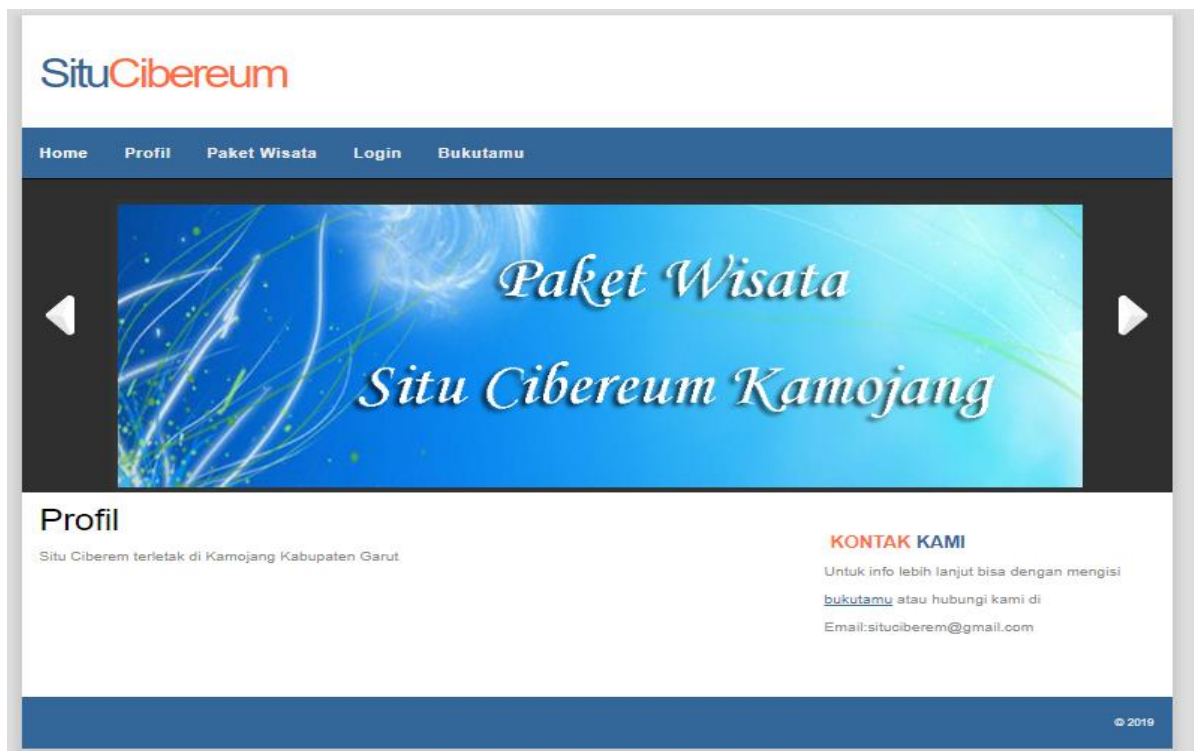 SituCibereum
Home Profil Paket Wisata Login Bukutamu
Paket Wisata
Situ Cibereum Kamojang
Profil
Situ Ciberem terletak di Kamojang Kabupaten Garut
KONTAK KAMI
Untuk info lebih lanjut bisa dengan mengisi
bukutamu atau hubungi kami di
Email:situciberem@gmail.com
© 2019